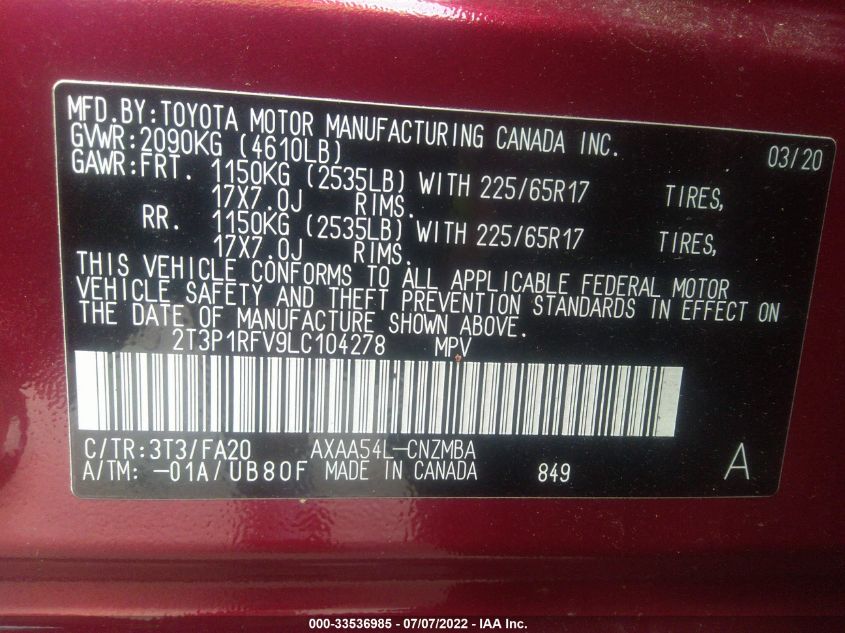 MFD.BY:TOYOTA MOTOR MANUFACTURING CANADA INC. 03/20
GVWR:2090KG (4610LB)
GAWR:FRT. 1150KG (2535LB) WITH 225/65R17 TIRES,
17X7.0J RIMS.
RR. 1150KG (2535LB) WITH 225/65R17 TIRES,
17X7.0J RIMS.
THIS VEHICLE CONFORMS TO ALL APPLICABLE FEDERAL MOTOR
VEHICLE SAFETY AND THEFT PREVENTION STANDARDS IN EFFECT ON
THE DATE OF MANUFACTURE SHOWN ABOVE.
2T3P1RFV9LC104278 MPV
C/TR:3T3/FA20 AXAA54L-CNZMBA
A/TM: -01A/UB80F MADE IN CANADA 849 A
000-33536985 - 07/07/2022 - IAA Inc.